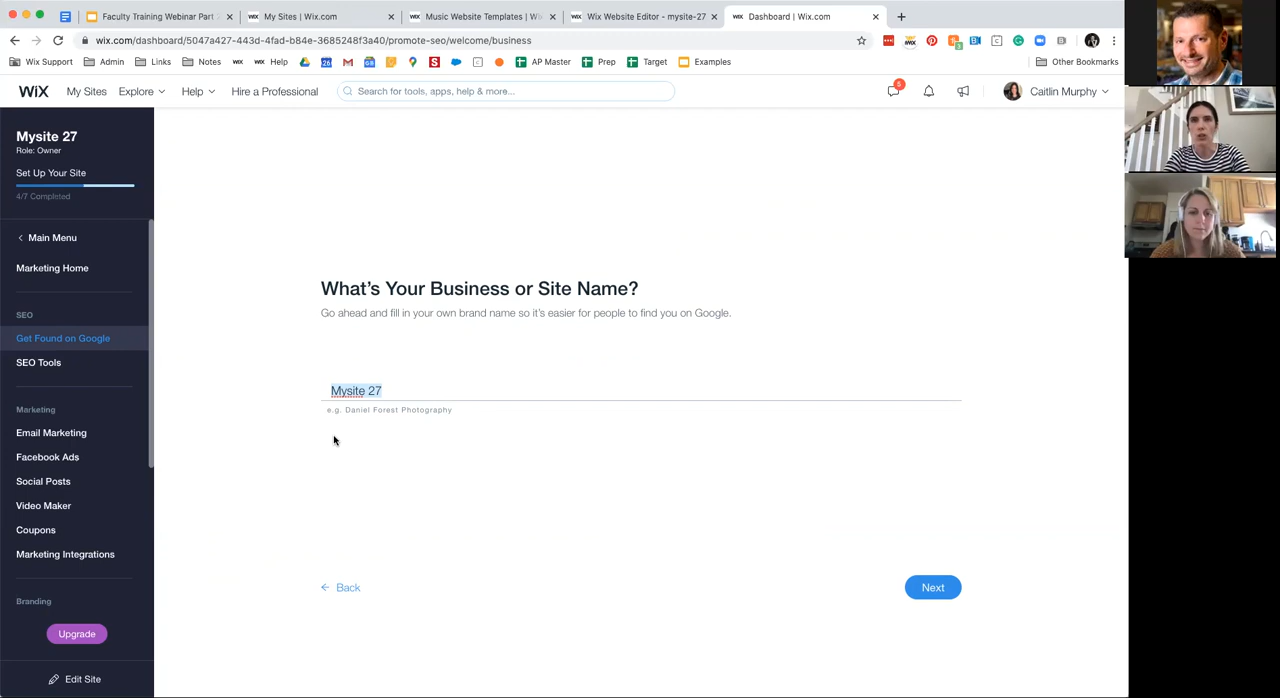 Faculty Training Webinar Part
My Sites | Wix.com
Music Website Templates | Wi
Wix Website Editor - mysite-27
Dashboard | Wix.com
wix.com/dashboard/5047a427-443d-4fad-b84e-3685248f3a40/promote-seo/welcome/business
Wix Support
Admin
Links
Notes
Help
AP Master
Prep
Target
Examples
Other Bookmarks
WiX
My Sites
Explore
Help
Hire a Professional
Search for tools, apps, help & more...
5
Caitlin Murphy
Mysite 27
Role: Owner
Set Up Your Site
4/7 Completed
Main Menu
Marketing Home
SEO
Get Found on Google
SEO Tools
Marketing
Email Marketing
Facebook Ads
Social Posts
Video Maker
Coupons
Marketing Integrations
Branding
Upgrade
Edit Site
What's Your Business or Site Name?
Go ahead and fill in your own brand name so it's easier for people to find you on Google.
Mysite 27
e.g. Daniel Forest Photography
Back
Next